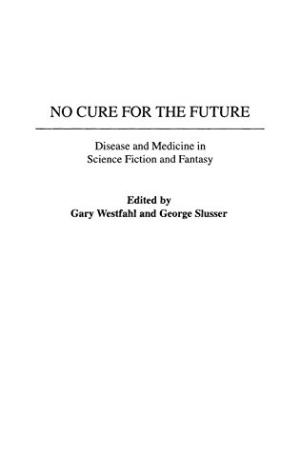 NO CURE FOR THE FUTURE
Disease and Medicine in
Science Fiction and Fantasy
Edited by
Gary Westfahl and George Slusser